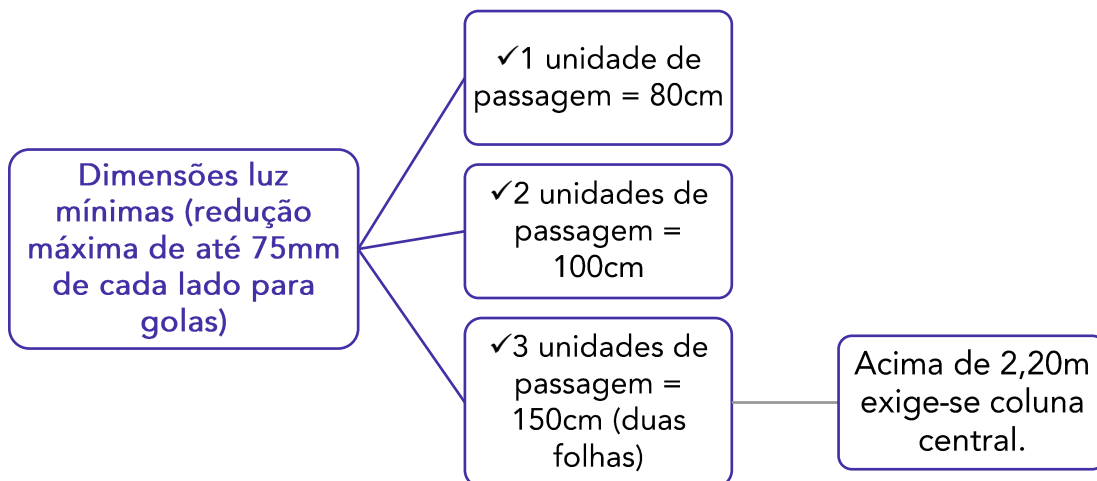 Dimensões luz
mínimas (redução
máxima de até 75mm
de cada lado para
golas)
✓1 unidade de
passagem = 80cm
✓2 unidades de
passagem =
100cm
✓3 unidades de
passagem =
150cm (duas
folhas)
Acima de 2,20m
exige-se coluna
central.